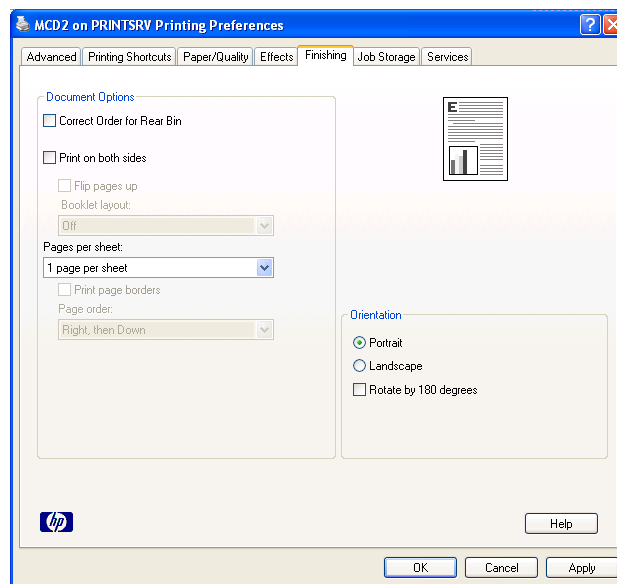 MCD2 on PRINTSRV Printing Preferences
?
Advanced Printing Shortcuts Paper/Quality Effects Finishing Job Storage Services
Document Options
Correct Order for Rear Bin
Print on both sides
Flip pages up
Booklet layout:
Off
Pages per sheet:
1 page per sheet
Print page borders
Page order:
Right, then Down
E
Orientation
Portrait
Landscape
Rotate by 180 degrees
hp
Help
OK Cancel Apply